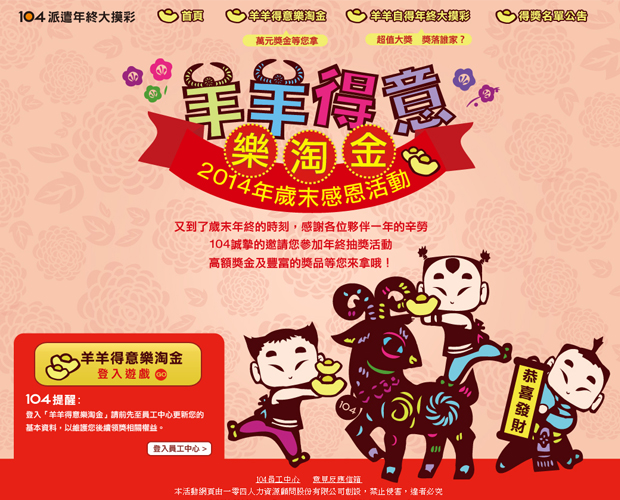 104 派遣年終大摸彩
首頁
羊羊得意樂淘金
羊羊自得年終大摸彩
得獎名單公告
萬元獎金等您拿
超值大獎 獎落誰家？
羊羊得意
樂淘金
2014年歲末感恩活動
又到了歲末年終的時刻，感謝各位夥伴一年的辛勞
104誠摯的邀請您參加年終抽獎活動
高額獎金及豐富的獎品等您來拿哦！
羊羊得意樂淘金
登入遊戲 GO
104提醒：
登入「羊羊得意樂淘金」請前先至員工中心更新您的
基本資料，以維護您後續領獎相關權益。
登入員工中心 >
104
恭喜發財
104員工中心 意見反應信箱
本活動網頁由一零四人力資源顧問股份有限公司創設，禁止侵害，違者必究